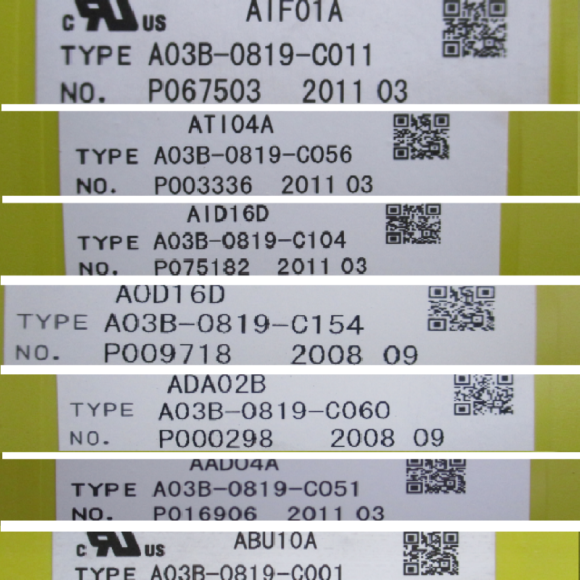 c RU US AIF01A
TYPE A03B-0819-C011
NO. P067503 2011 03
ATI04A
TYPE A03B-0819-C056
NO. P003336 2011 03
AID16D
TYPE A03B-0819-C104
NO. P075182 2011 03
AOD16D
TYPE A03B-0819-C154
NO. P009718 2008 09
ADA02B
TYPE A03B-0819-C060
NO. P000298 2008 09
AAD04A
TYPE A03B-0819-C051
NO. P016906 2011 03
c RU US ABU10A
TYPE A03B-0819-C001